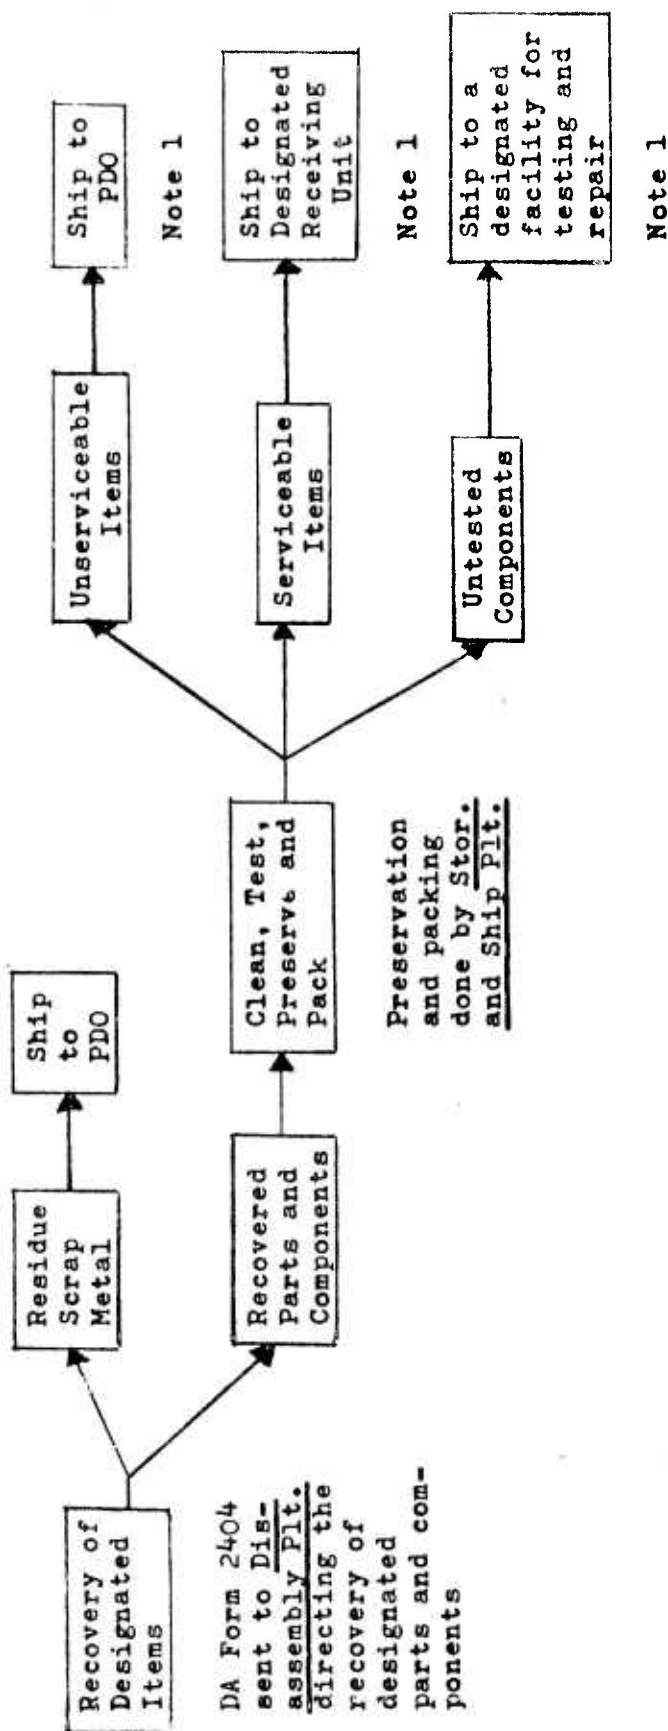 Recovery of
Designated
Items
DA Form 2404
sent to Dis-
assembly Plt.
directing the
recovery of
designated
parts and com-
ponents
Residue
Scrap
Metal
Ship
to
PDO
Recovered
Parts and
Components
Clean, Test,
Preserve and
Pack
Preservation
and packing
done by Stor.
and Ship Plt.
Unserviceable
Items
Ship to
PDO
Note 1
Serviceable
Items
Ship to
Designated
Receiving
Unit
Note 1
Untested
Components
Ship to a
designated
facility for
testing and
repair
Note 1